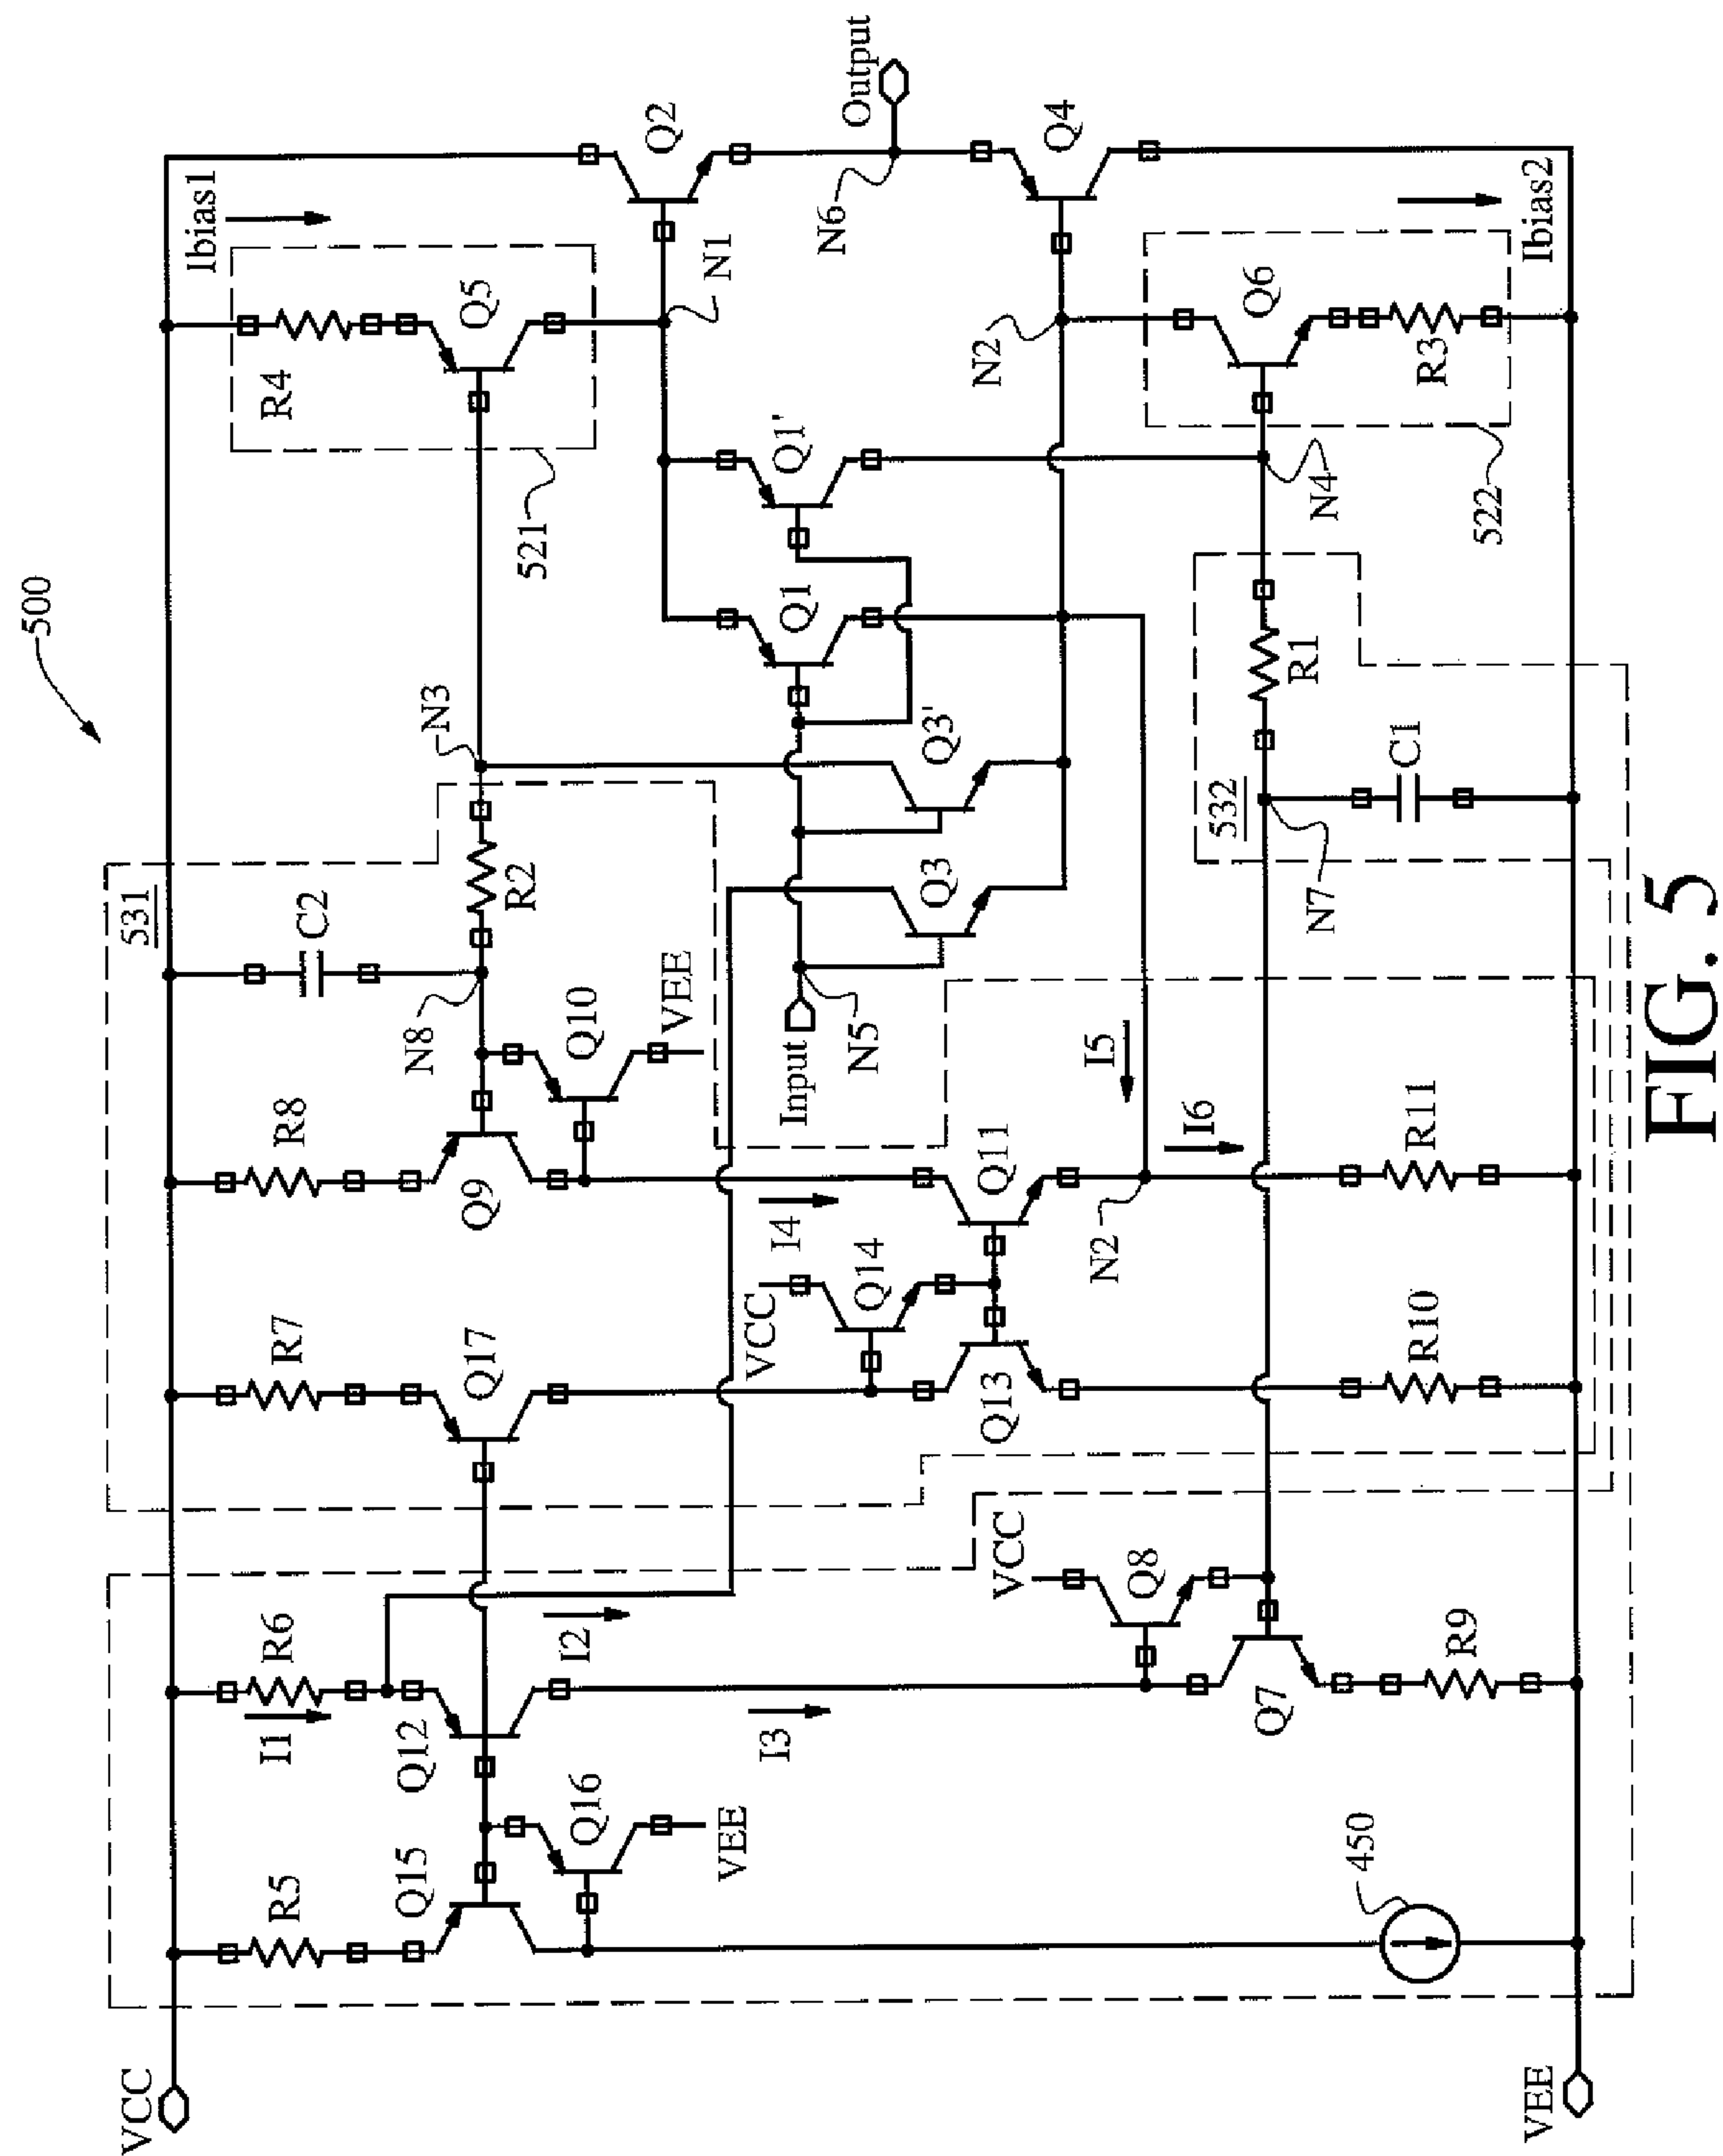 500
VCC
VEE
R5
Q15
Q16
VEE
450
I1
R6
Q12
I2
I3
VCC
Q8
Q7
R9
R7
Q17
VCC
Q14
I4
Q13
R10
R8
Q9
Q10
VEE
N8
Q11
N2
I6
I5
R11
531
C2
R2
N3
Input
N5
Q3
Q3'
Q1
Q1'
532
N7
C1
R1
N4
522
521
R4
Q5
Ibias1
N1
N2
Q6
R3
Ibias2
Q2
N6
Output
Q4
FIG. 5